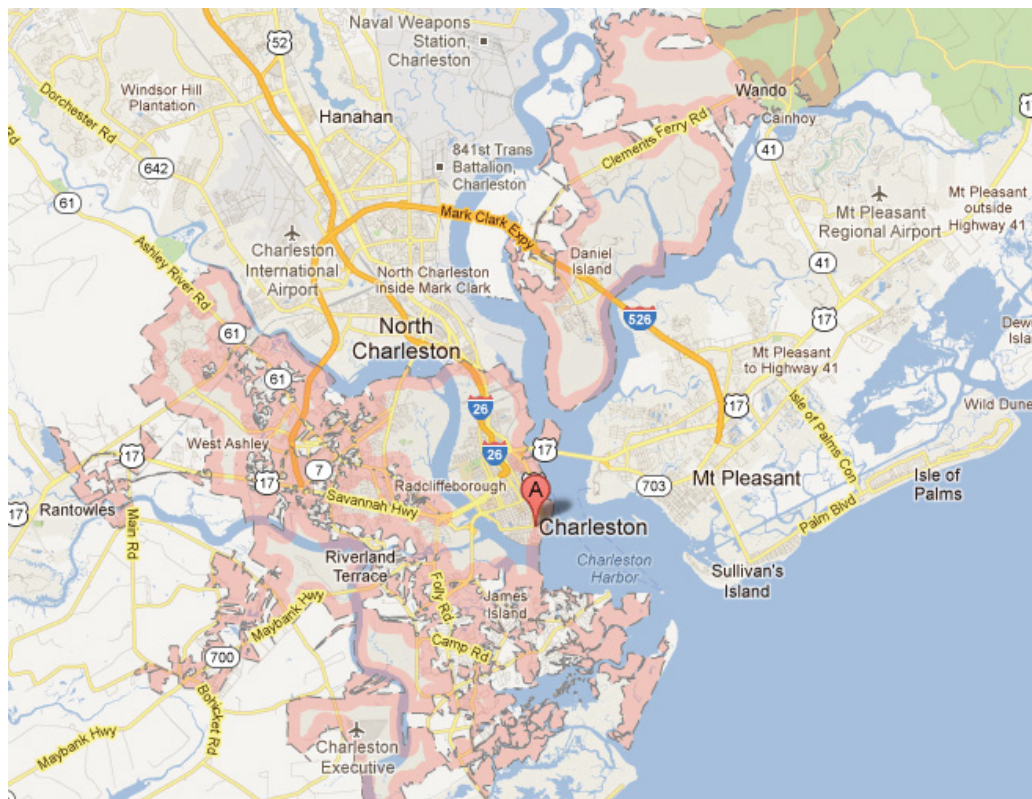 Naval Weapons
Station,
Charleston
52
Windsor Hill
Plantation
Hanahan
Dorchester Rd
Wando
Cainhoy
Clements Ferry Rd
41
841st Trans
Battalion,
Charleston
642
61
Mt Pleasant
outside
Highway 41
Mt Pleasant
Regional Airport
Mark Clark Expy
Ashley River Rd
Charleston
International
Airport
Daniel
Island
41
North Charleston
inside Mark Clark
North
Charleston
526
17
61
Mt Pleasant
to Highway 41
61
26
17
Isle of Palms Con
Wild Dune
West Ashley
17
26
17
7
17
Radcliffeborough
703
Mt Pleasant
Isle of
Palms
Rantowles
17
Savannah Hwy
A
Charleston
Palm Blvd
Main Rd
Riverland
Terrace
Charleston
Harbor
Sullivan's
Island
Folly Rd
James
Island
Maybank Hwy
Camp Rd
700
Bohicket Rd
Maybank Hwy
Charleston
Executive